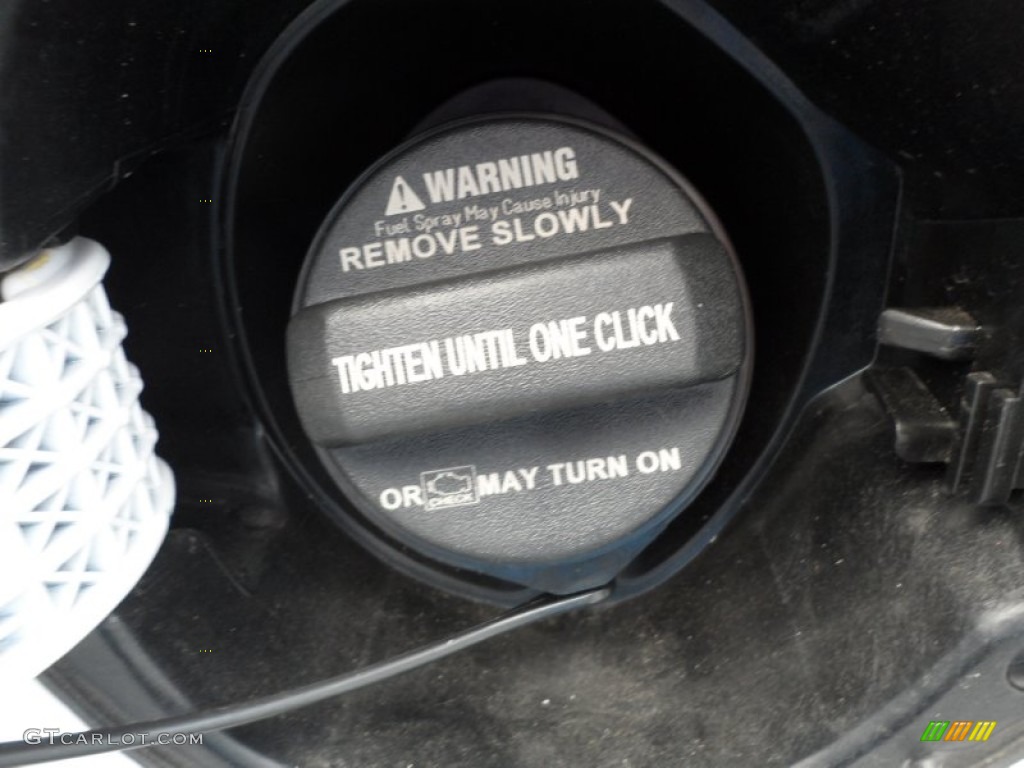 WARNING
Fuel Spray May Cause Injury
REMOVE SLOWLY
TIGHTEN UNTIL ONE CLICK
OR CHECK MAY TURN ON
GTCARLOT.COM